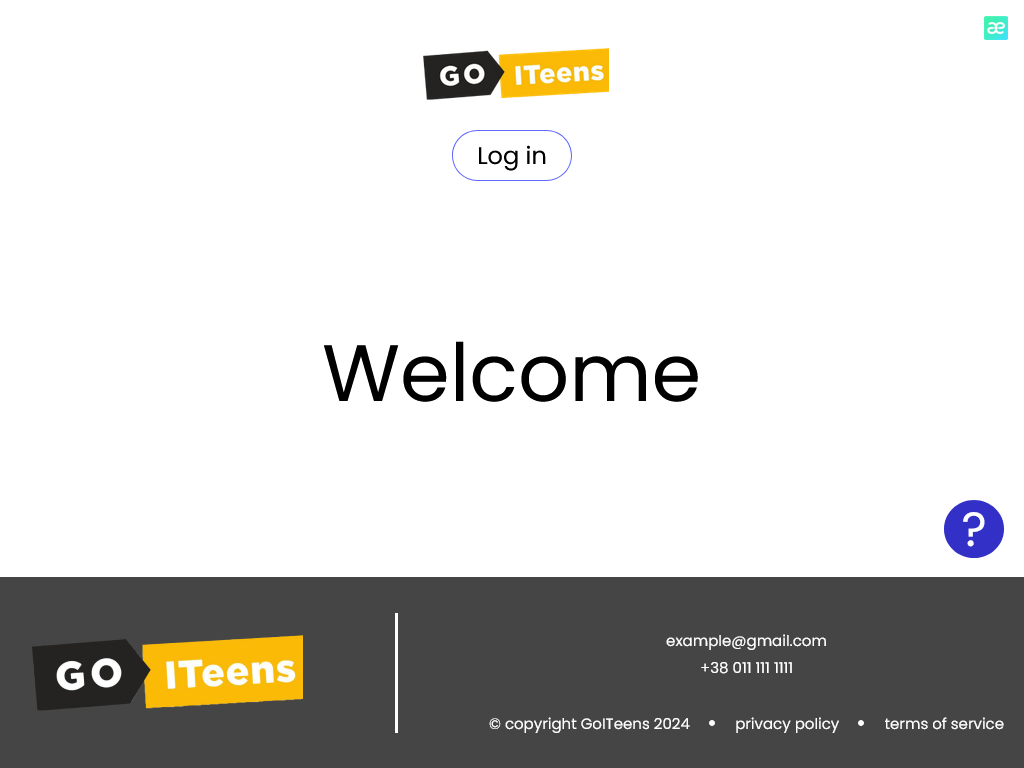 æ
GO ITeens
Log in
Welcome
?
GO ITeens
example@gmail.com
+38 011 111 1111
© copyright GoITeens 2024 • privacy policy • terms of service